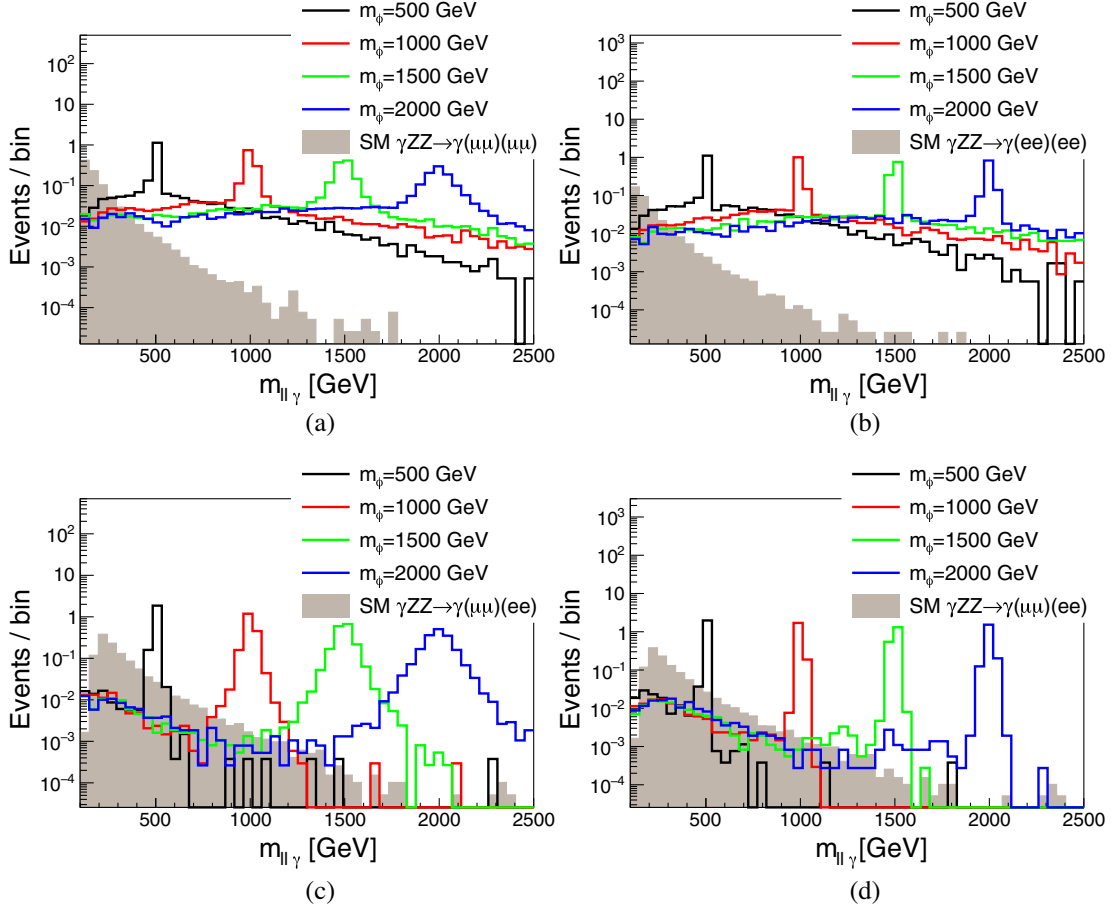 m_ϕ=500 GeV
m_ϕ=1000 GeV
m_ϕ=1500 GeV
m_ϕ=2000 GeV
SM γZZ→γ(μμ)(μμ)
Events / bin
10^2
10
1
10^−1
10^−2
10^−3
10^−4
500 1000 1500 2000 2500
m_llγ [GeV]
(a)
m_ϕ=500 GeV
m_ϕ=1000 GeV
m_ϕ=1500 GeV
m_ϕ=2000 GeV
SM γZZ→γ(ee)(ee)
Events / bin
10^3
10^2
10
1
10^−1
10^−2
10^−3
10^−4
500 1000 1500 2000 2500
m_llγ [GeV]
(b)
m_ϕ=500 GeV
m_ϕ=1000 GeV
m_ϕ=1500 GeV
m_ϕ=2000 GeV
SM γZZ→γ(μμ)(ee)
Events / bin
10^2
10
1
10^−1
10^−2
10^−3
10^−4
500 1000 1500 2000 2500
m_llγ [GeV]
(c)
m_ϕ=500 GeV
m_ϕ=1000 GeV
m_ϕ=1500 GeV
m_ϕ=2000 GeV
SM γZZ→γ(μμ)(ee)
Events / bin
10^3
10^2
10
1
10^−1
10^−2
10^−3
10^−4
500 1000 1500 2000 2500
m_llγ [GeV]
(d)